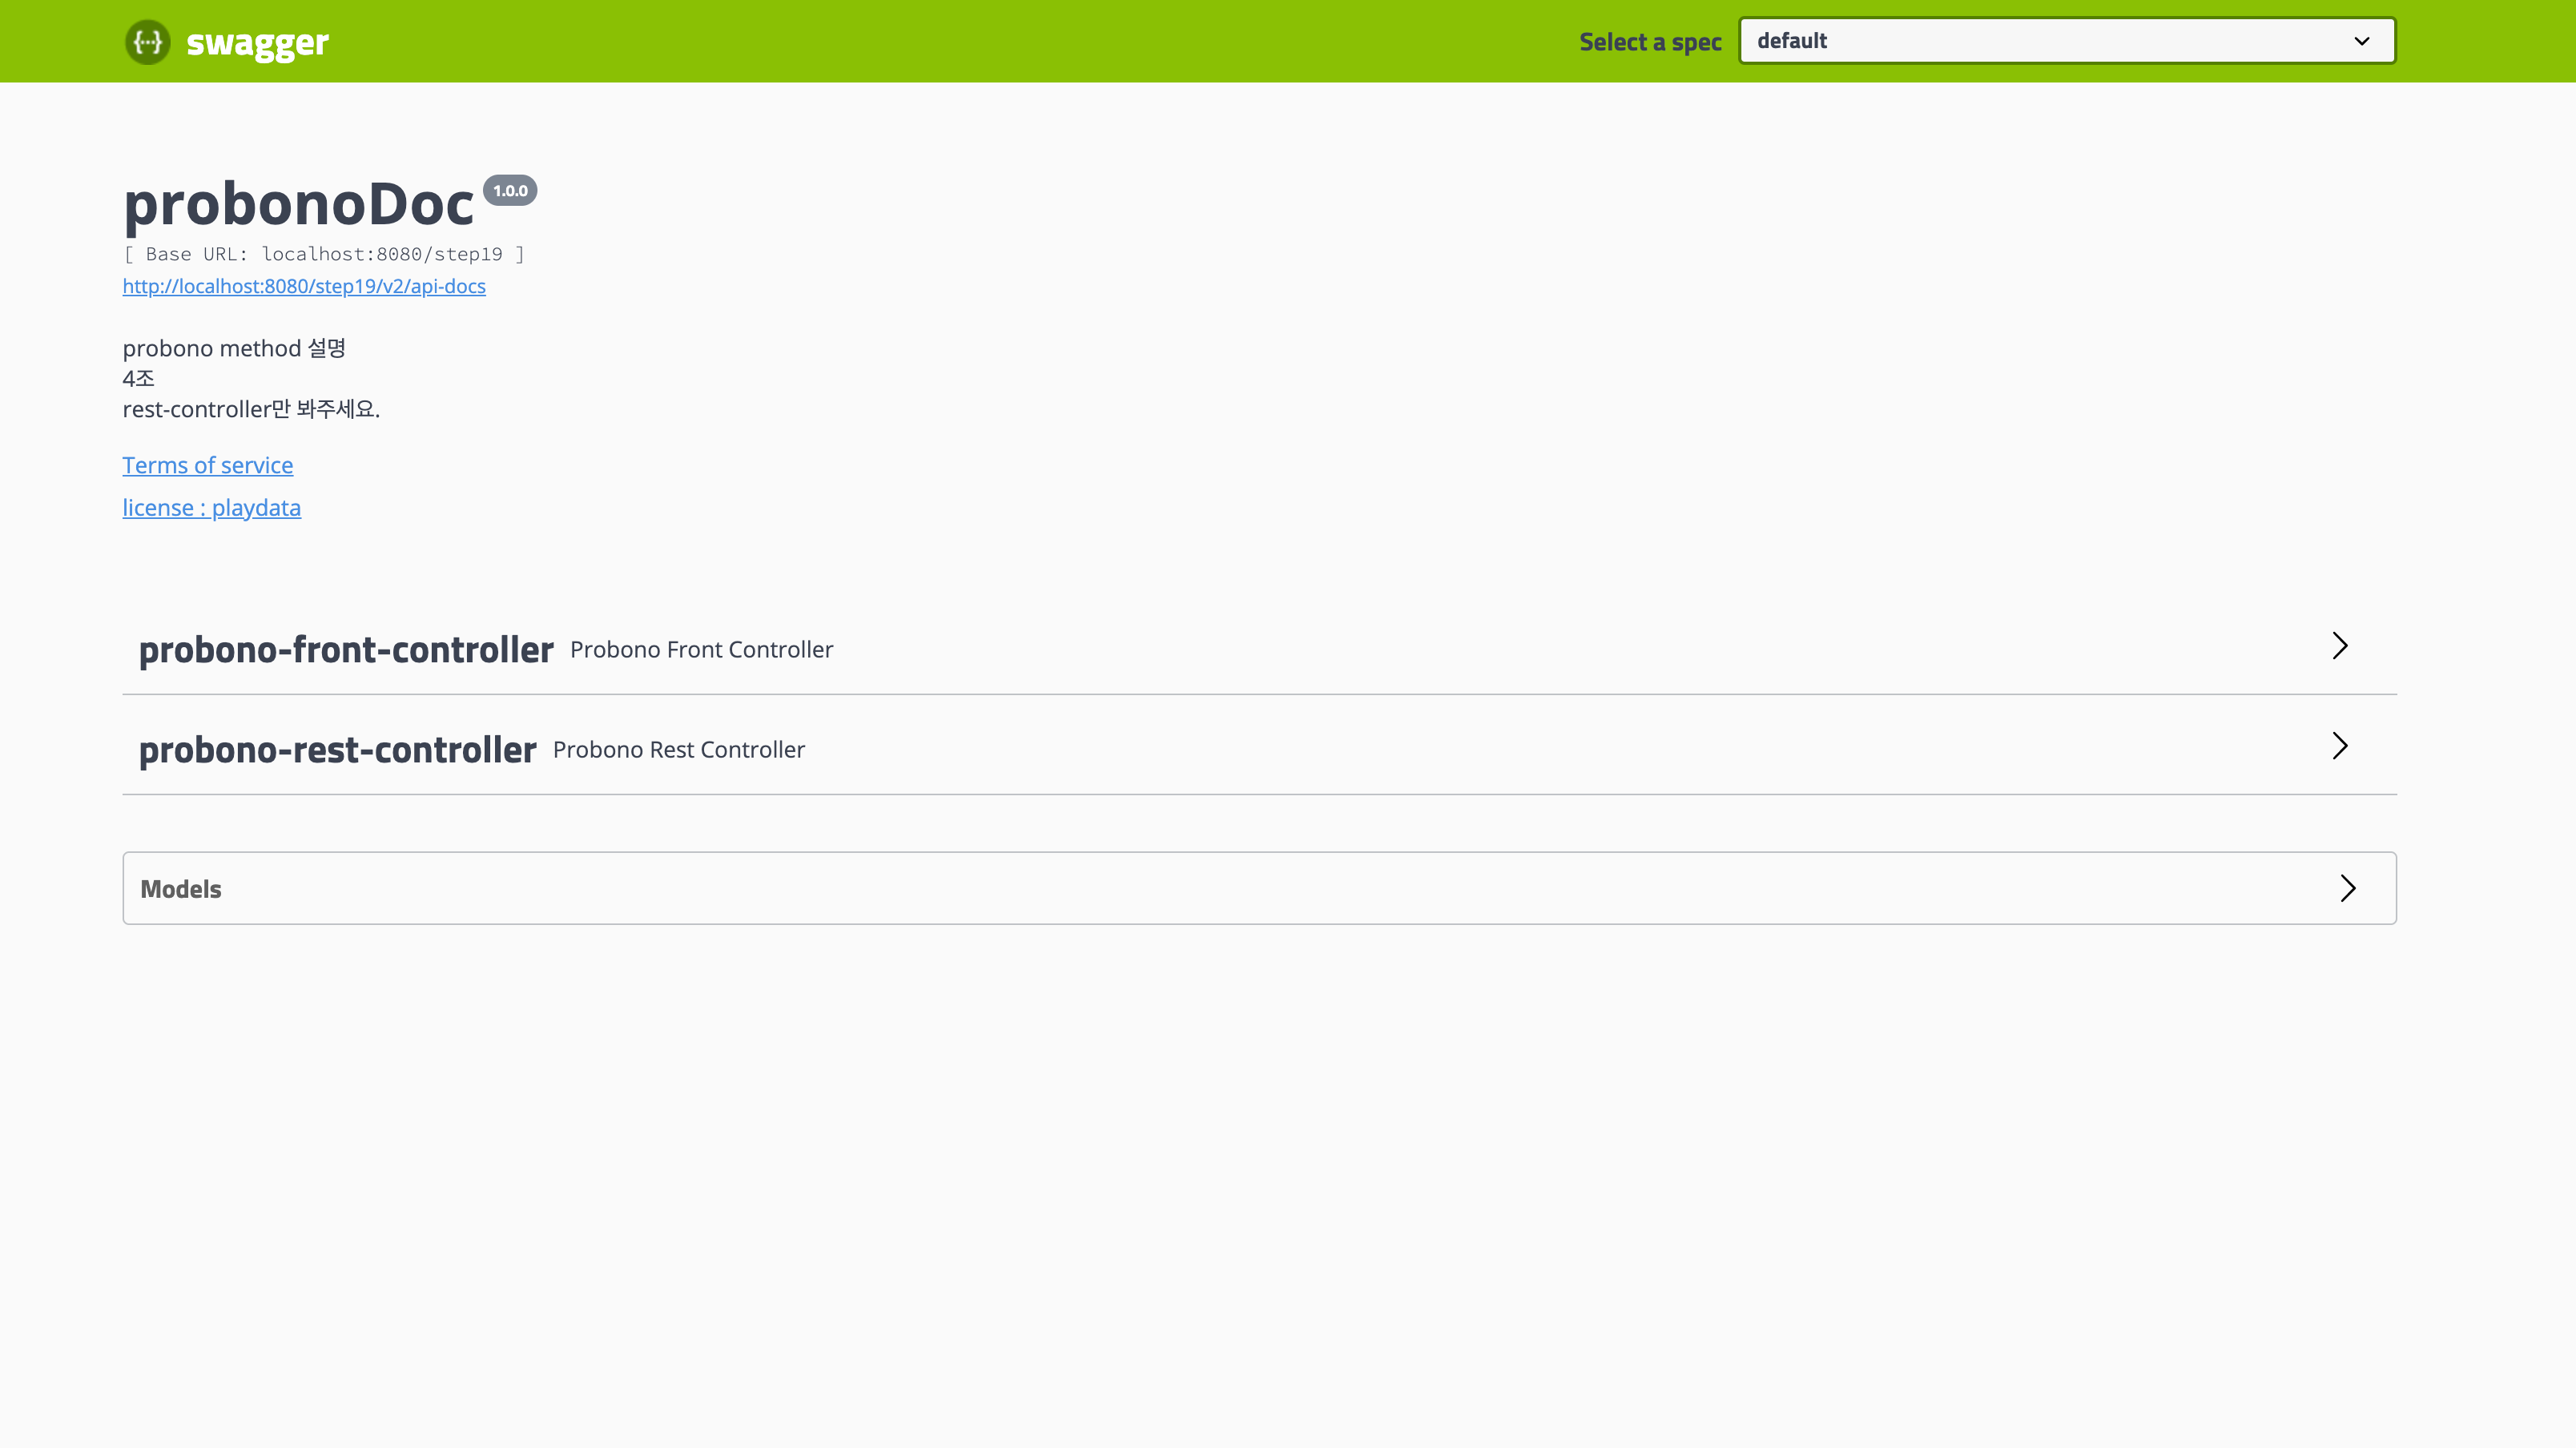 swagger
Select a spec
default
probonoDoc 1.0.0
[ Base URL: localhost:8080/step19 ]
http://localhost:8080/step19/v2/api-docs
probono method 설명
4조
rest-controller만 봐주세요.
Terms of service
license : playdata
probono-front-controller Probono Front Controller
probono-rest-controller Probono Rest Controller
Models